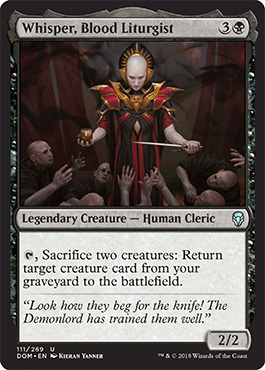 Whisper, Blood Liturgist 3
Legendary Creature — Human Cleric
, Sacrifice two creatures: Return
target creature card from your
graveyard to the battlefield.
“Look how they beg for the knife! The
Demonlord has trained them well.”
2/2
111/269 U
DOM • EN KIERAN YANNER
™ & © 2018 Wizards of the Coast